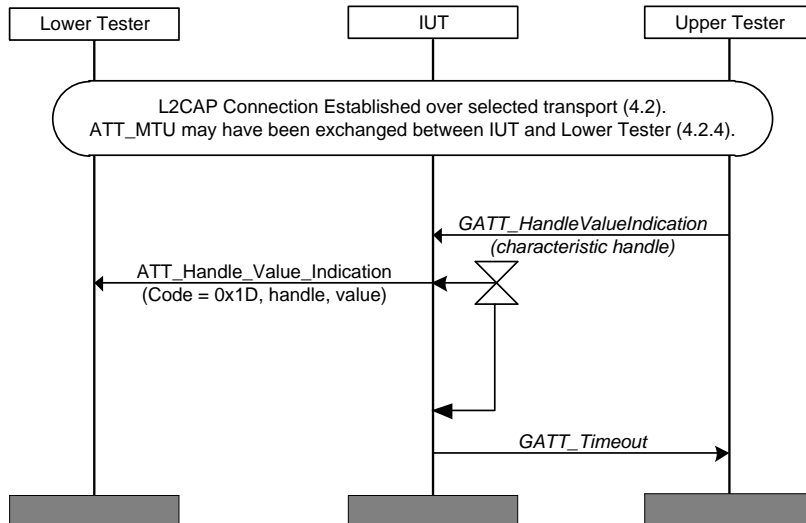 Lower Tester
IUT
Upper Tester
L2CAP Connection Established over selected transport (4.2).
ATT_MTU may have been exchanged between IUT and Lower Tester (4.2.4).
GATT_HandleValueIndication
(characteristic handle)
ATT_Handle_Value_Indication
(Code = 0x1D, handle, value)
GATT_Timeout